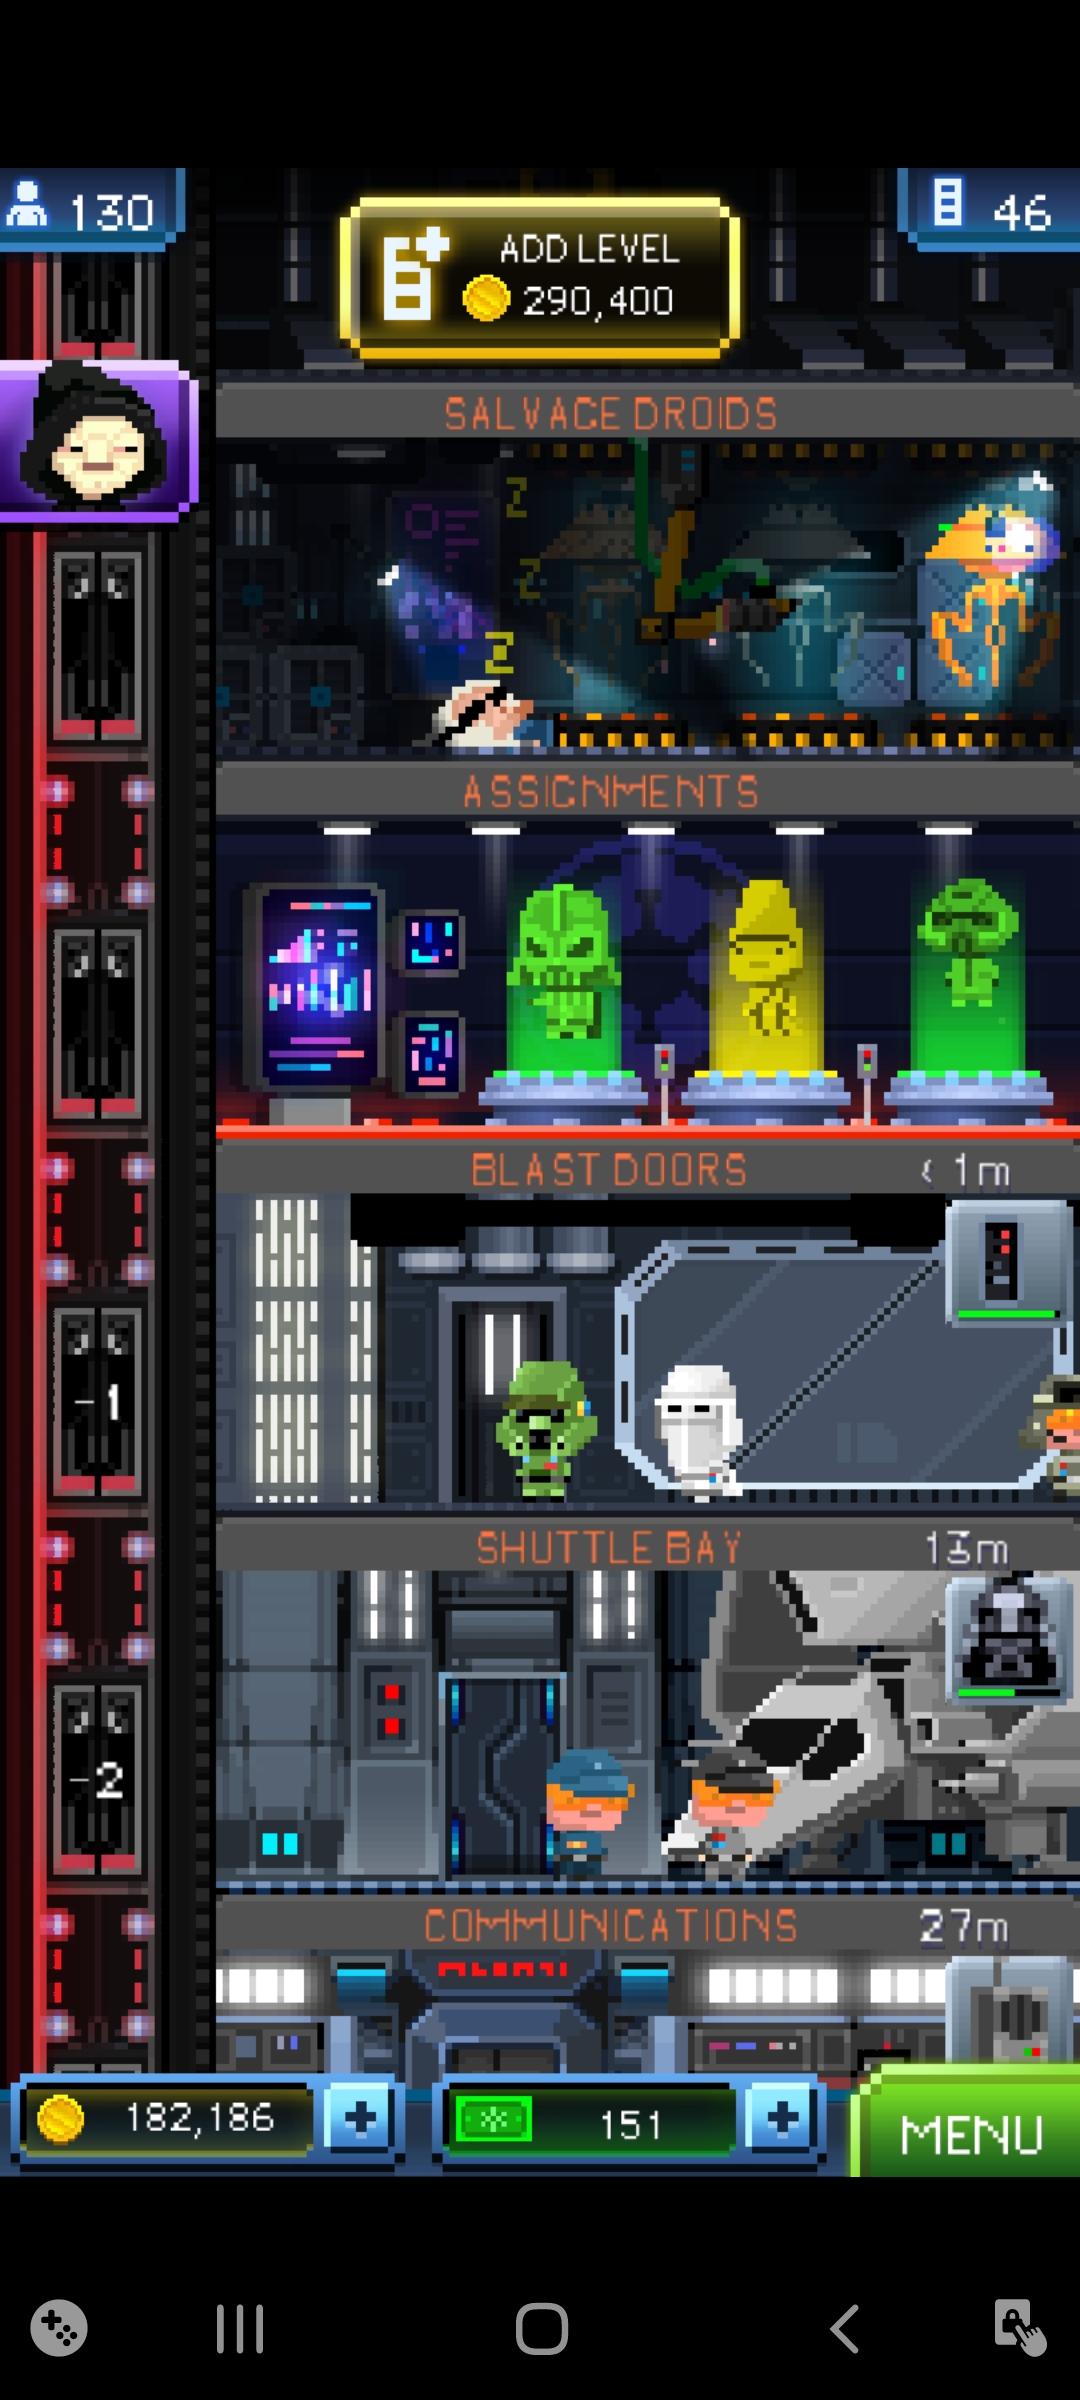 130
ADD LEVEL
290,400
46
SALVAGE DROIDS
Z
Z
Z
ASSIGNMENTS
BLAST DOORS < 1m
-1
SHUTTLE BAY 13m
-2
COMMUNICATIONS 27m
182,186
151
MENU